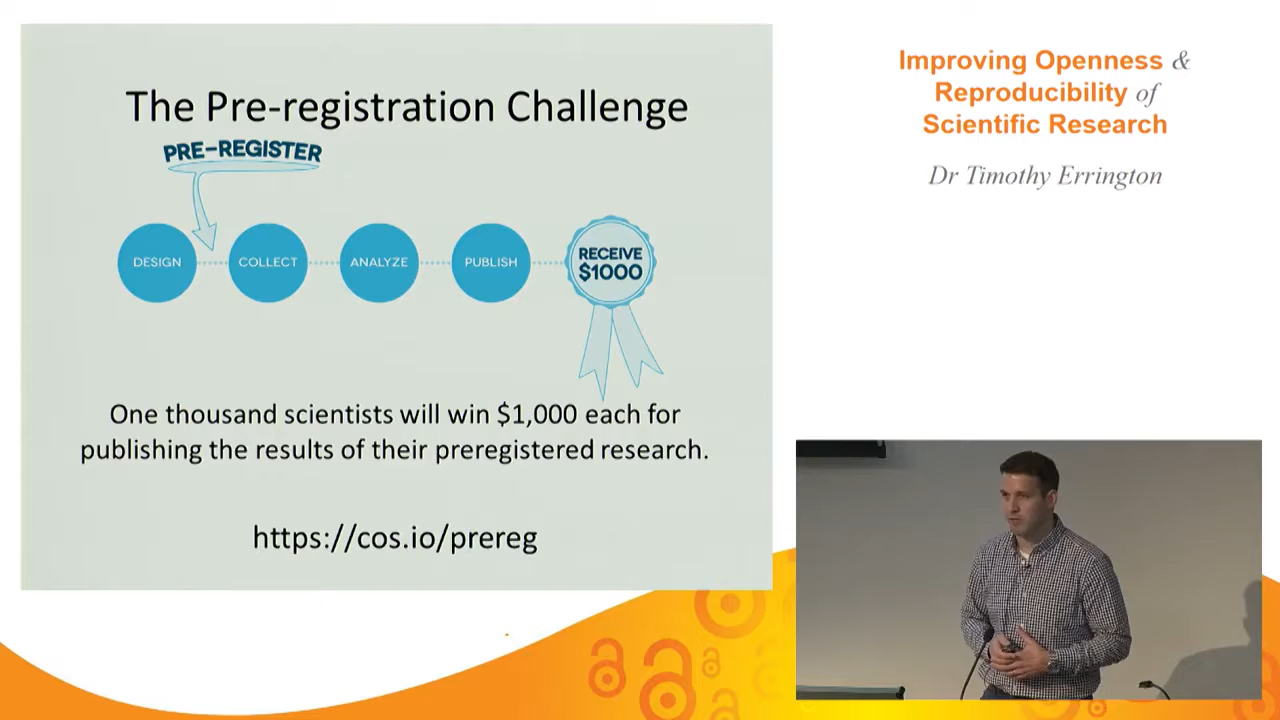 The Pre-registration Challenge
PRE-REGISTER
DESIGN
COLLECT
ANALYZE
PUBLISH
RECEIVE
$1000
One thousand scientists will win $1,000 each for
publishing the results of their preregistered research.
https://cos.io/prereg
Improving Openness &
Reproducibility of
Scientific Research
Dr Timothy Errington